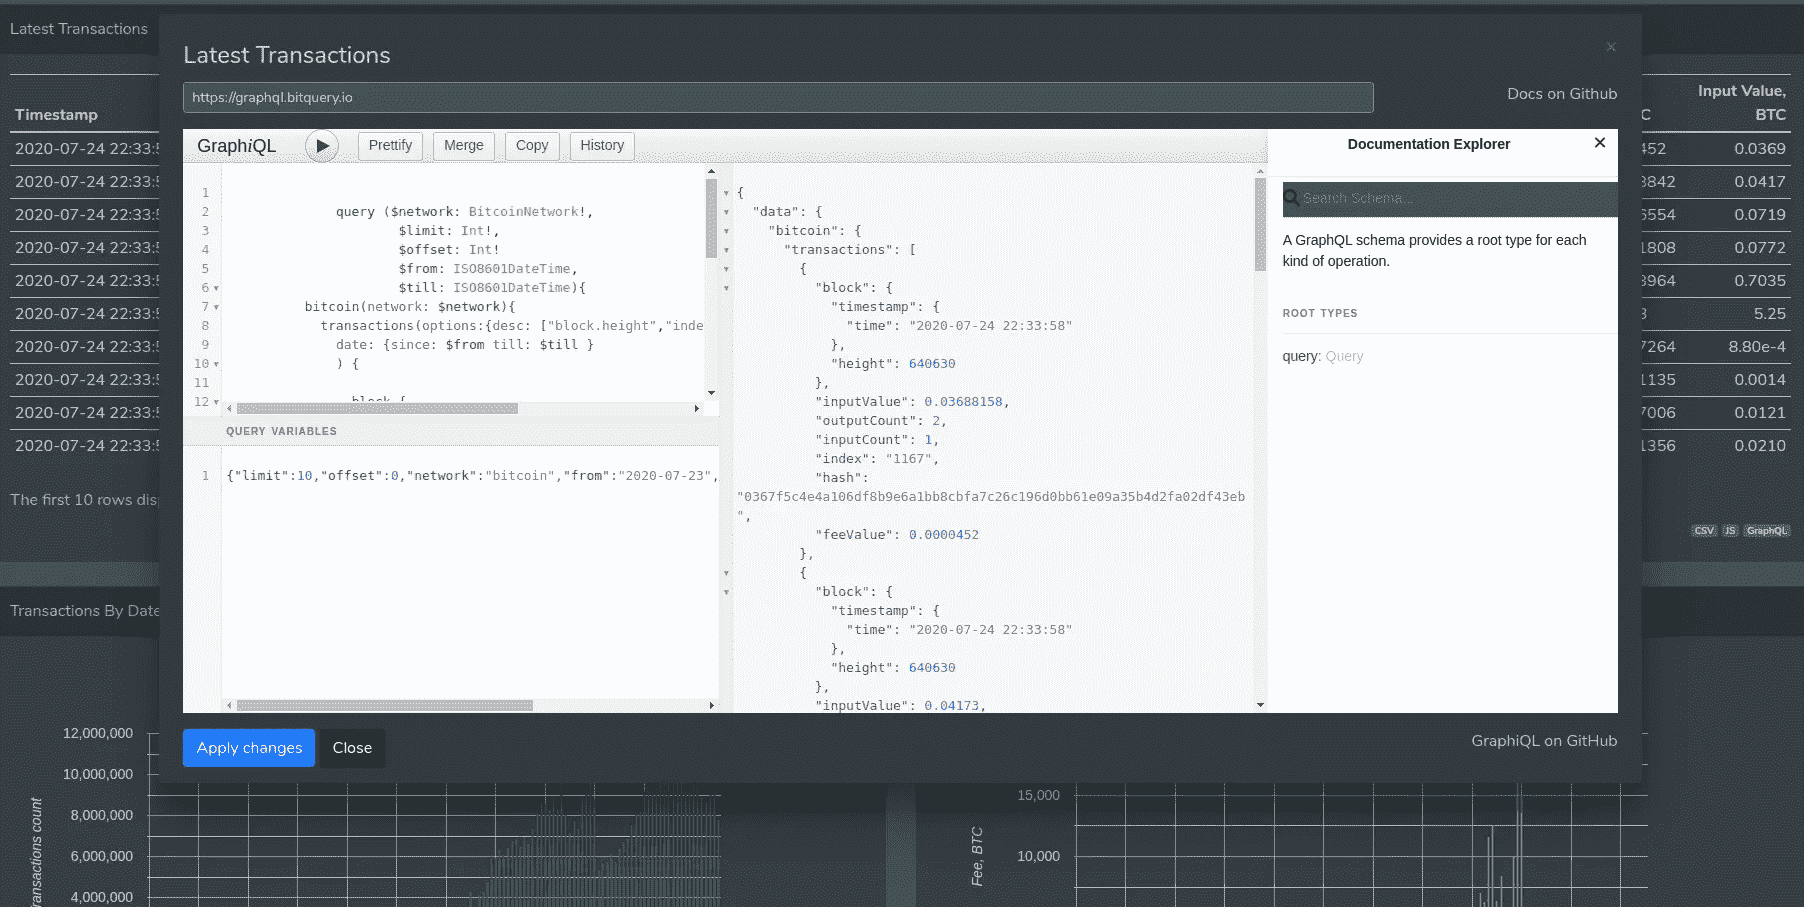 Latest Transactions
Timestamp
2020-07-24 22:33:5
2020-07-24 22:33:5
2020-07-24 22:33:5
2020-07-24 22:33:5
2020-07-24 22:33:5
2020-07-24 22:33:5
2020-07-24 22:33:5
2020-07-24 22:33:5
2020-07-24 22:33:5
2020-07-24 22:33:5
The first 10 rows dis
Latest Transactions
×
https://graphql.bitquery.io
Docs on Github
GraphiQL
Prettify
Merge
Copy
History
1
2 query ($network: BitcoinNetwork!,
3 $limit: Int!,
4 $offset: Int!
5 $from: ISO8601DateTime,
6 $till: ISO8601DateTime){
7 bitcoin(network: $network){
8 transactions(options:{desc: ["block.height","inde
9 date: {since: $from till: $till }
10 ) {
11
12 block {
QUERY VARIABLES
1 {"limit":10,"offset":0,"network":"bitcoin","from":"2020-07-23",
{
"data": {
"bitcoin": {
"transactions": [
{
"block": {
"timestamp": {
"time": "2020-07-24 22:33:58"
},
"height": 640630
},
"inputValue": 0.03688158,
"outputCount": 2,
"inputCount": 1,
"index": "1167",
"hash":
"0367f5c4e4a106df8b9e6a1bb8cbfa7c26c196d0bb61e09a35b4d2fa02df43eb
",
"feeValue": 0.0000452
},
{
"block": {
"timestamp": {
"time": "2020-07-24 22:33:58"
},
"height": 640630
},
"inputValue": 0.04173,
Documentation Explorer
×
Search Schema...
A GraphQL schema provides a root type for each
kind of operation.
ROOT TYPES
query: Query
Apply changes
Close
GraphiQL on GitHub
Input Value,
C BTC
452 0.0369
3842 0.0417
6554 0.0719
1808 0.0772
3964 0.7035
3 5.25
7264 8.80e-4
1135 0.0014
7006 0.0121
1356 0.0210
CSV JS GraphQL
Transactions By Date
12,000,000
10,000,000
8,000,000
6,000,000
4,000,000
ransactions count
15,000
10,000
Fee, BTC